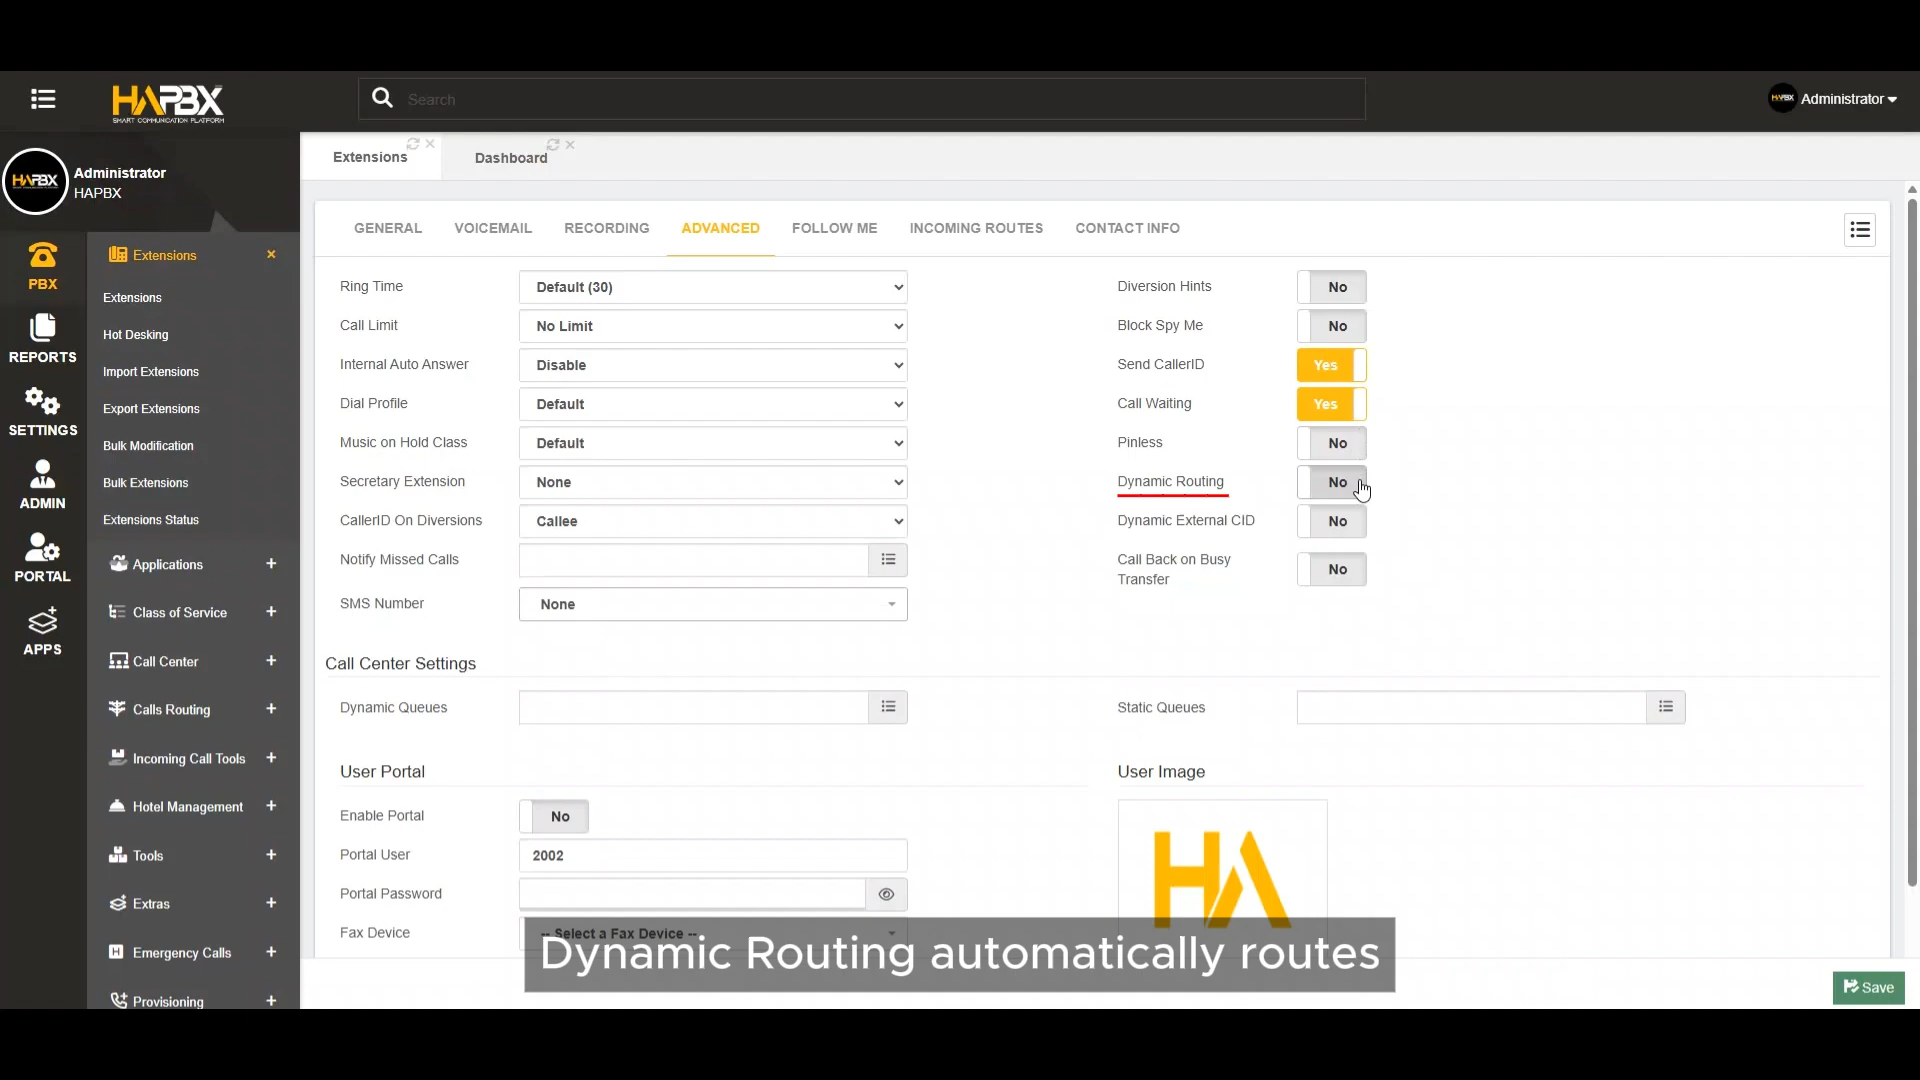 HAPBX
SMART COMMUNICATION PLATFORM
Search
HAPBX
Administrator
HAPBX
Administrator
HAPBX
Extensions
Dashboard
PBX
REPORTS
SETTINGS
ADMIN
PORTAL
APPS
Extensions
Extensions
Hot Desking
Import Extensions
Export Extensions
Bulk Modification
Bulk Extensions
Extensions Status
Applications +
Class of Service +
Call Center +
Calls Routing +
Incoming Call Tools +
Hotel Management +
Tools +
Extras +
Emergency Calls +
Provisioning +
GENERAL VOICEMAIL RECORDING ADVANCED FOLLOW ME INCOMING ROUTES CONTACT INFO
Ring Time Default (30)
Call Limit No Limit
Internal Auto Answer Disable
Dial Profile Default
Music on Hold Class Default
Secretary Extension None
CallerID On Diversions Callee
Notify Missed Calls
SMS Number None
Diversion Hints No
Block Spy Me No
Send CallerID Yes
Call Waiting Yes
Pinless No
Dynamic Routing No
Dynamic External CID No
Call Back on Busy
Transfer No
Call Center Settings
Dynamic Queues
Static Queues
User Portal
Enable Portal No
Portal User 2002
Portal Password
Fax Device -- Select a Fax Device --
User Image
HA
Dynamic Routing automatically routes
Save